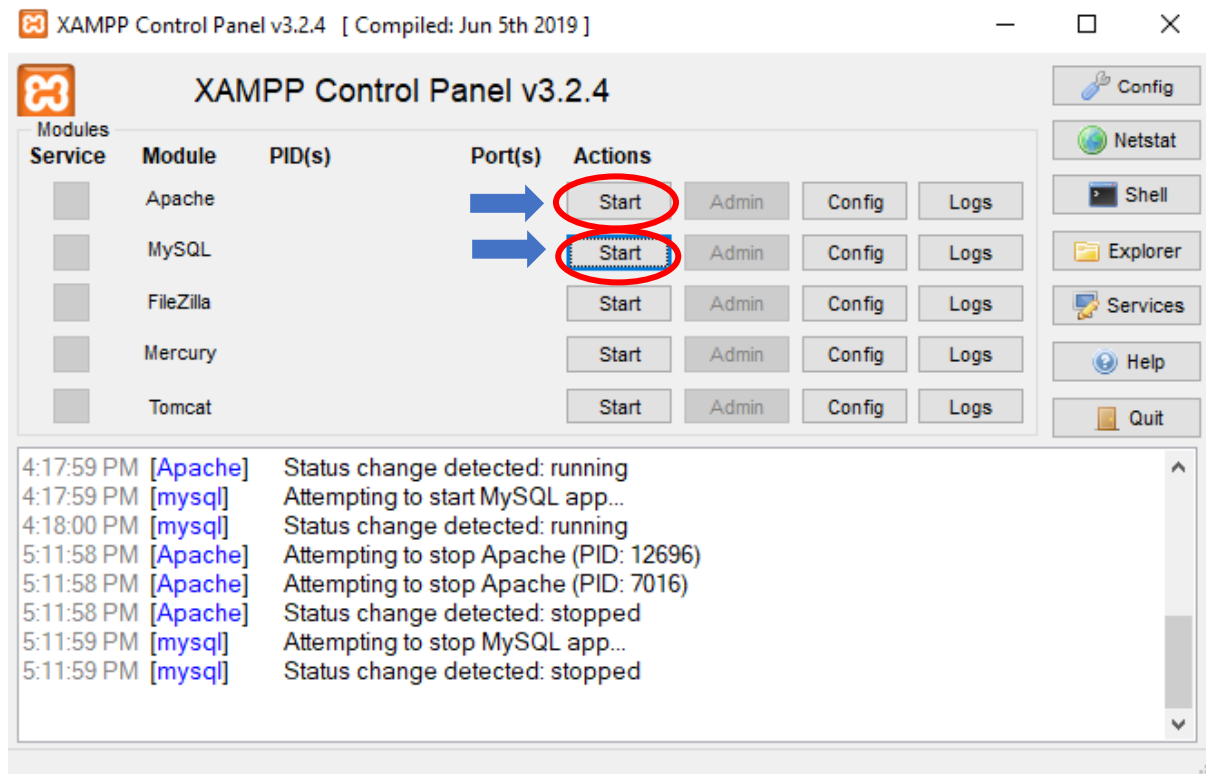 XAMPP Control Panel v3.2.4 [ Compiled: Jun 5th 2019 ]
XAMPP Control Panel v3.2.4
Config
Modules
Netstat
Service Module PID(s) Port(s) Actions
Apache Start Admin Config Logs
Shell
MySQL Start Admin Config Logs
Explorer
FileZilla Start Admin Config Logs
Services
Mercury Start Admin Config Logs
Help
Tomcat Start Admin Config Logs
Quit
4:17:59 PM [Apache] Status change detected: running
4:17:59 PM [mysql] Attempting to start MySQL app...
4:18:00 PM [mysql] Status change detected: running
5:11:58 PM [Apache] Attempting to stop Apache (PID: 12696)
5:11:58 PM [Apache] Attempting to stop Apache (PID: 7016)
5:11:58 PM [Apache] Status change detected: stopped
5:11:59 PM [mysql] Attempting to stop MySQL app...
5:11:59 PM [mysql] Status change detected: stopped